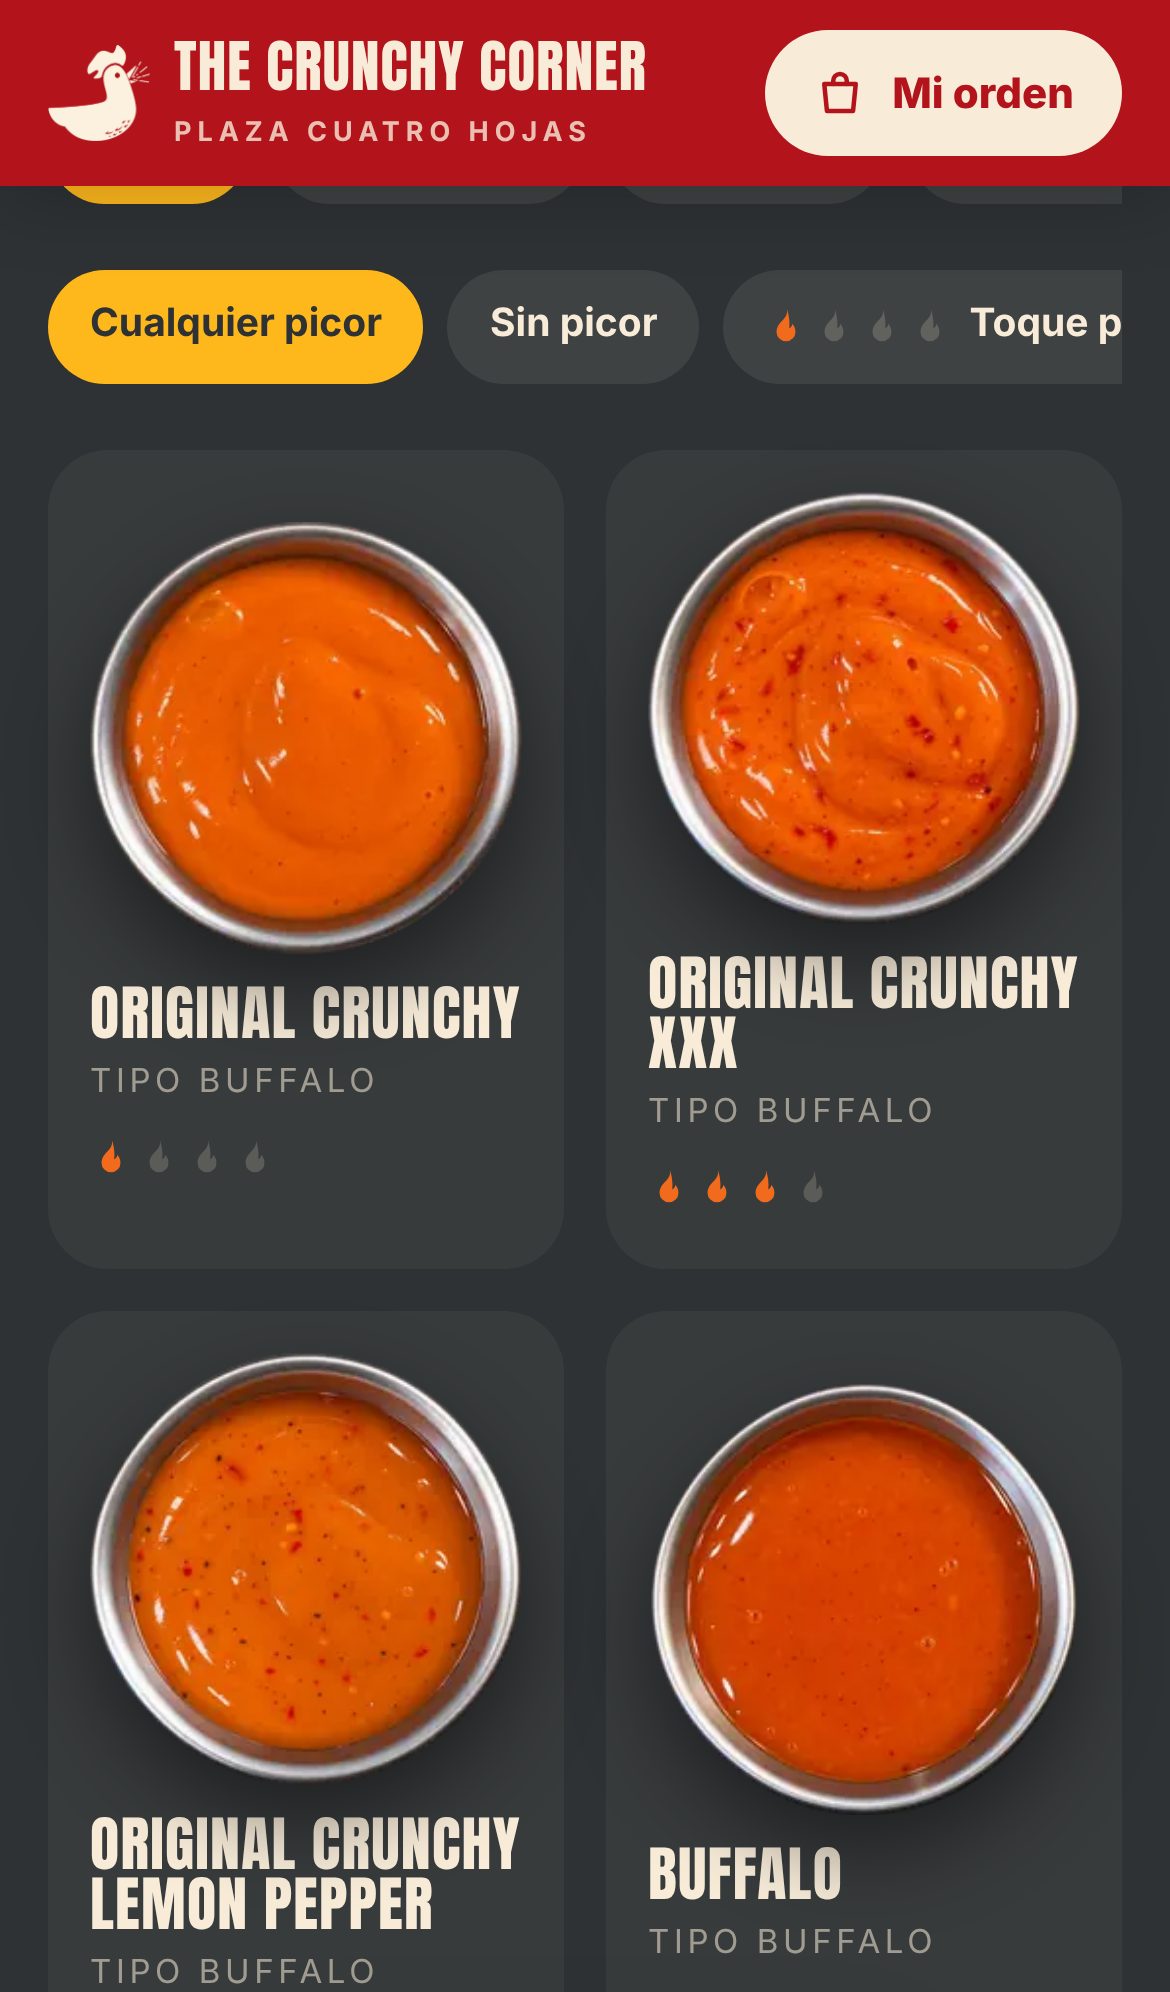 THE CRUNCHY CORNER
PLAZA CUATRO HOJAS
Mi orden
Cualquier picor
Sin picor
Toque p
ORIGINAL CRUNCHY
TIPO BUFFALO
ORIGINAL CRUNCHY
XXX
TIPO BUFFALO
ORIGINAL CRUNCHY
LEMON PEPPER
TIPO BUFFALO
BUFFALO
TIPO BUFFALO